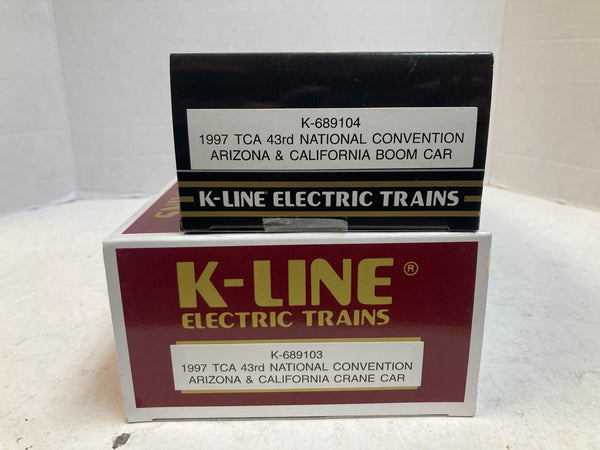 K-689104
1997 TCA 43rd NATIONAL CONVENTION
ARIZONA & CALIFORNIA BOOM CAR
K-LINE ELECTRIC TRAINS
K-LINE®
ELECTRIC TRAINS
K-689103
1997 TCA 43rd NATIONAL CONVENTION
ARIZONA & CALIFORNIA CRANE CAR